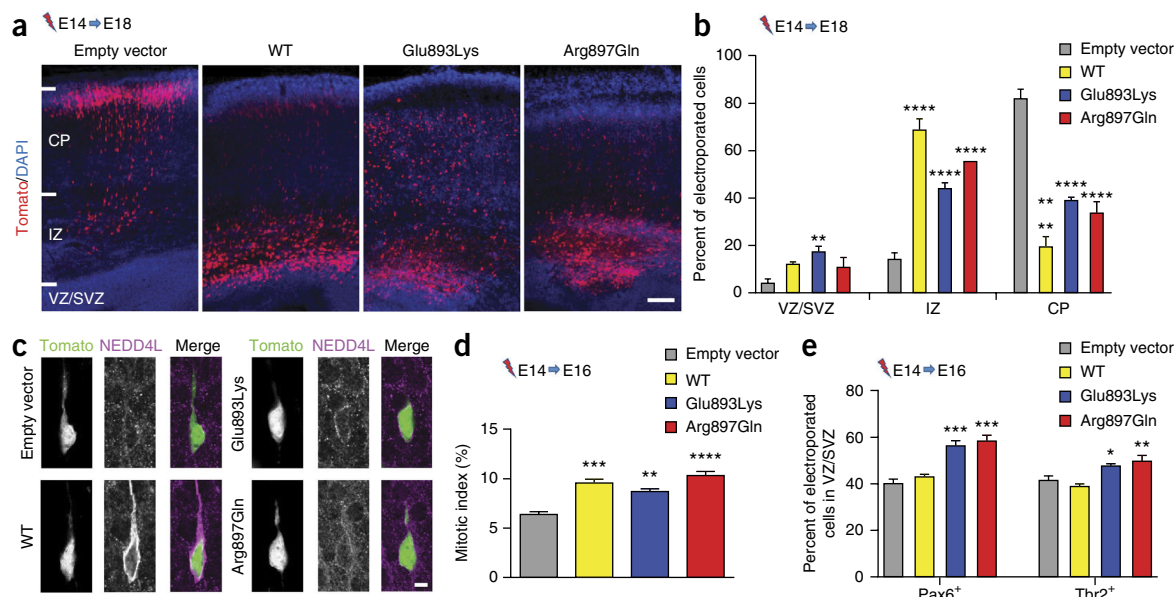 a
E14 E18
Empty vector
WT
Glu893Lys
Arg897Gln
Tomato/DAPI
CP
IZ
VZ/SVZ
b
E14 E18
Percent of electroporated cells
100
80
60
40
20
0
Empty vector
WT
Glu893Lys
Arg897Gln
**
****
****
****
**
**
****
****
VZ/SVZ
IZ
CP
c
Tomato NEDD4L Merge
Tomato NEDD4L Merge
Empty vector
Glu893Lys
WT
Arg897Gln
d
E14 E16
Empty vector
WT
Glu893Lys
Arg897Gln
Mitotic index (%)
15
10
5
0
***
**
****
e
E14 E16
Empty vector
WT
Glu893Lys
Arg897Gln
Percent of electroporated
cells in VZ/SVZ
80
60
40
20
0
***
***
*
**
Pax6+
Tbr2+